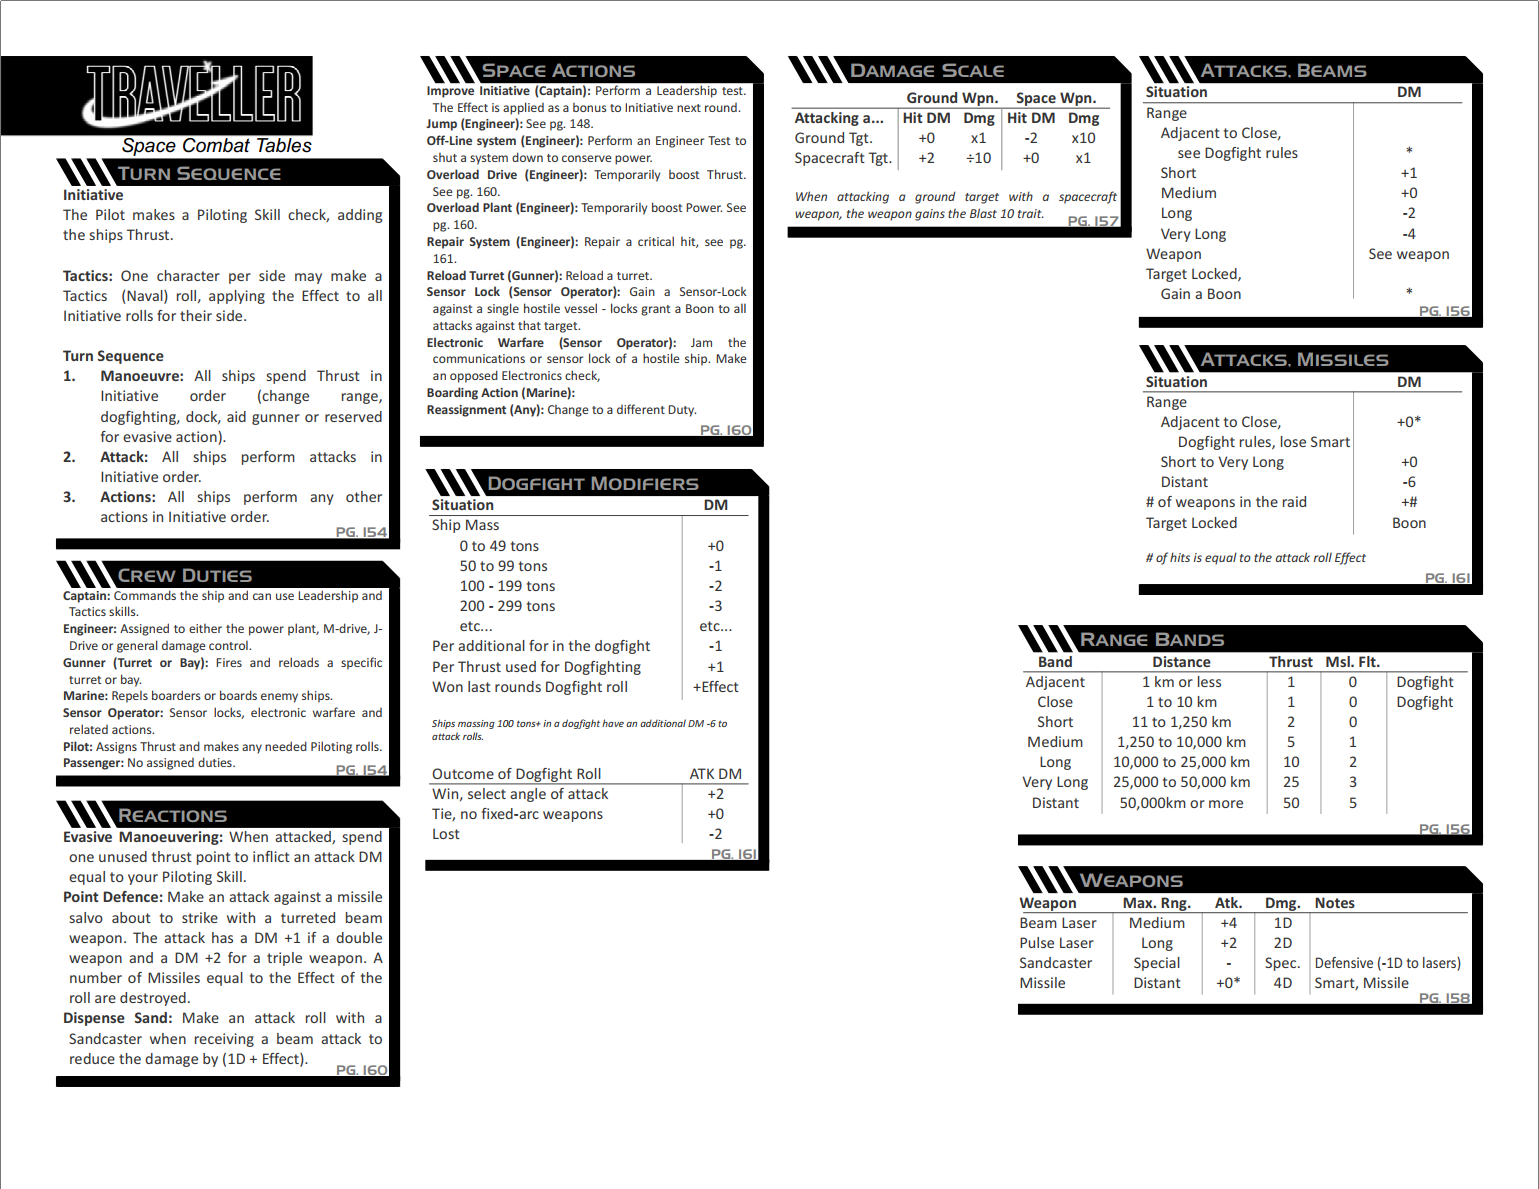 TRAVELLER
Space Combat Tables
TURN SEQUENCE
Initiative
The Pilot makes a Piloting Skill check, adding
the ships Thrust.
Tactics: One character per side may make a
Tactics (Naval) roll, applying the Effect to all
Initiative rolls for their side.
Turn Sequence
1. Manoeuvre: All ships spend Thrust in
Initiative order (change range,
dogfighting, dock, aid gunner or reserved
for evasive action).
2. Attack: All ships perform attacks in
Initiative order.
3. Actions: All ships perform any other
actions in Initiative order.
PG. 154
CREW DUTIES
Captain: Commands the ship and can use Leadership and
Tactics skills.
Engineer: Assigned to either the power plant, M-drive, J-
Drive or general damage control.
Gunner (Turret or Bay): Fires and reloads a specific
turret or bay.
Marine: Repels boarders or boards enemy ships.
Sensor Operator: Sensor locks, electronic warfare and
related actions.
Pilot: Assigns Thrust and makes any needed Piloting rolls.
Passenger: No assigned duties.
PG. 154
REACTIONS
Evasive Manoeuvering: When attacked, spend
one unused thrust point to inflict an attack DM
equal to your Piloting Skill.
Point Defence: Make an attack against a missile
salvo about to strike with a turreted beam
weapon. The attack has a DM +1 if a double
weapon and a DM +2 for a triple weapon. A
number of Missiles equal to the Effect of the
roll are destroyed.
Dispense Sand: Make an attack roll with a
Sandcaster when receiving a beam attack to
reduce the damage by (1D + Effect).
PG. 160
SPACE ACTIONS
Improve Initiative (Captain): Perform a Leadership test.
The Effect is applied as a bonus to Initiative next round.
Jump (Engineer): See pg. 148.
Off-Line system (Engineer): Perform an Engineer Test to
shut a system down to conserve power.
Overload Drive (Engineer): Temporarily boost Thrust.
See pg. 160.
Overload Plant (Engineer): Temporarily boost Power. See
pg. 160.
Repair System (Engineer): Repair a critical hit, see pg.
161.
Reload Turret (Gunner): Reload a turret.
Sensor Lock (Sensor Operator): Gain a Sensor-Lock
against a single hostile vessel - locks grant a Boon to all
attacks against that target.
Electronic Warfare (Sensor Operator): Jam the
communications or sensor lock of a hostile ship. Make
an opposed Electronics check,
Boarding Action (Marine):
Reassignment (Any): Change to a different Duty.
PG. 160
DOGFIGHT MODIFIERS
Situation DM
Ship Mass
0 to 49 tons +0
50 to 99 tons -1
100 - 199 tons -2
200 - 299 tons -3
etc... etc...
Per additional for in the dogfight -1
Per Thrust used for Dogfighting +1
Won last rounds Dogfight roll +Effect
Ships massing 100 tons+ in a dogfight have an additional DM -6 to
attack rolls.
Outcome of Dogfight Roll ATK DM
Win, select angle of attack +2
Tie, no fixed-arc weapons +0
Lost -2
PG. 161
DAMAGE SCALE
Ground Wpn. Space Wpn.
Attacking a... Hit DM Dmg Hit DM Dmg
Ground Tgt. +0 x1 -2 x10
Spacecraft Tgt. +2 ÷10 +0 x1
When attacking a ground target with a spacecraft
weapon, the weapon gains the Blast 10 trait.
PG. 157
ATTACKS, BEAMS
Situation DM
Range
Adjacent to Close,
see Dogfight rules *
Short +1
Medium +0
Long -2
Very Long -4
Weapon See weapon
Target Locked,
Gain a Boon *
PG. 156
ATTACKS, MISSILES
Situation DM
Range
Adjacent to Close, +0*
Dogfight rules, lose Smart
Short to Very Long +0
Distant -6
# of weapons in the raid +#
Target Locked Boon
# of hits is equal to the attack roll Effect
PG. 161
RANGE BANDS
Band Distance Thrust Msl. Flt.
Adjacent 1 km or less 1 0 Dogfight
Close 1 to 10 km 1 0 Dogfight
Short 11 to 1,250 km 2 0
Medium 1,250 to 10,000 km 5 1
Long 10,000 to 25,000 km 10 2
Very Long 25,000 to 50,000 km 25 3
Distant 50,000km or more 50 5
PG. 156
WEAPONS
Weapon Max. Rng. Atk. Dmg. Notes
Beam Laser Medium +4 1D
Pulse Laser Long +2 2D
Sandcaster Special - Spec. Defensive (-1D to lasers)
Missile Distant +0* 4D Smart, Missile
PG. 158